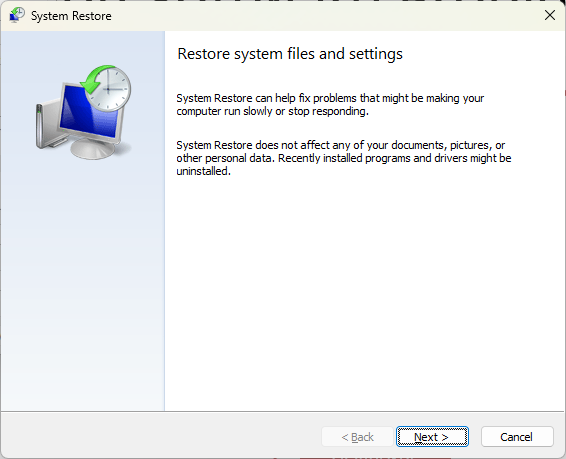 System Restore
Restore system files and settings
System Restore can help fix problems that might be making your
computer run slowly or stop responding.
System Restore does not affect any of your documents, pictures, or
other personal data. Recently installed programs and drivers might be
uninstalled.
< Back
Next >
Cancel